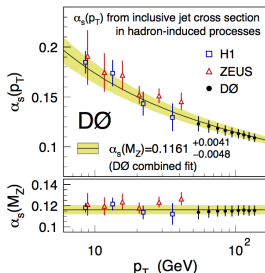 αs(pT) from inclusive jet cross section
in hadron-induced processes
H1
ZEUS
DØ
0.2
0.15
0.1
αs(pT)
DØ
αs(MZ)=0.1161 +0.0041 −0.0048
(DØ combined fit)
0.14
0.12
0.10
αs(MZ)
10
10²
pT (GeV)